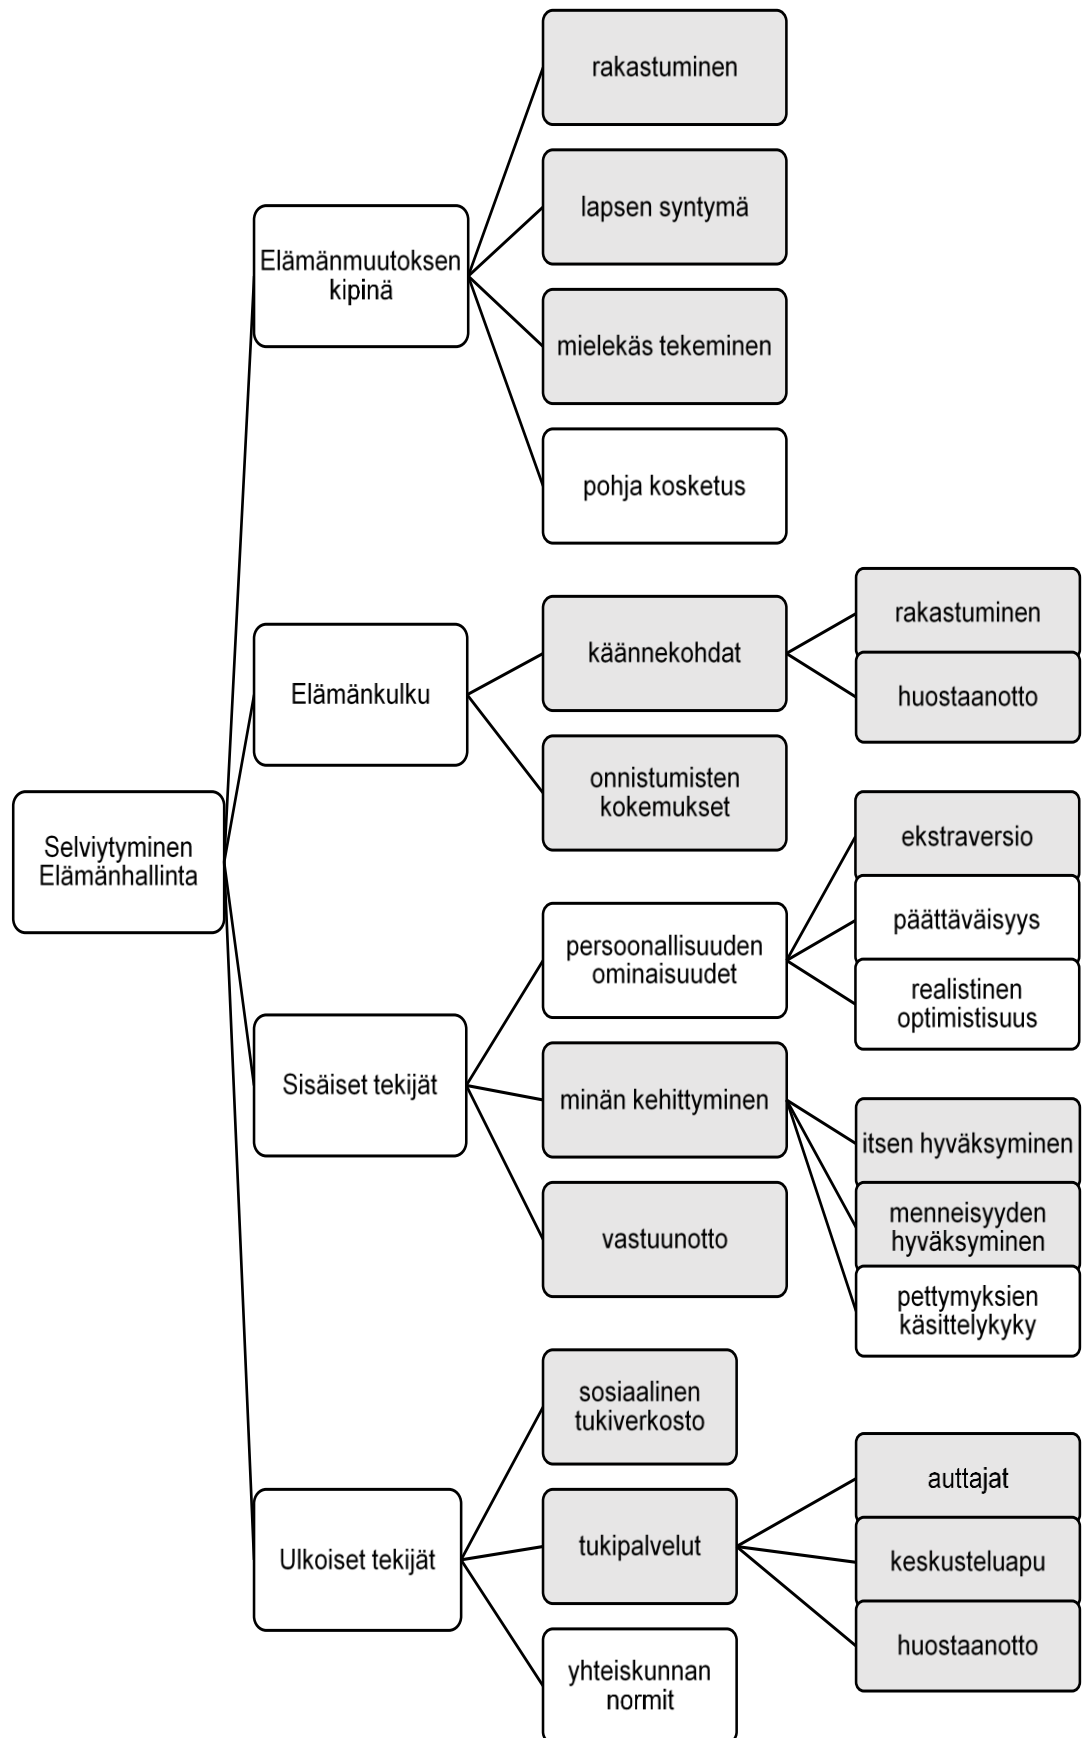 rakastuminen
lapsen syntymä
Elämänmuutoksen
kipinä
mielekäs tekeminen
pohja kosketus
rakastuminen
käännekohdat
Elämänkulku
huostaanotto
onnistumisten
kokemukset
Selviytyminen
Elämänhallinta
ekstraversio
päättäväisyys
persoonallisuuden
ominaisuudet
realistinen
optimistisuus
Sisäiset tekijät
minän kehittyminen
itsen hyväksyminen
menneisyyden
hyväksyminen
vastuunotto
pettymyksien
käsittelykyky
sosiaalinen
tukiverkosto
auttajat
Ulkoiset tekijät
tukipalvelut
keskusteluapu
huostaanotto
yhteiskunnan
normit